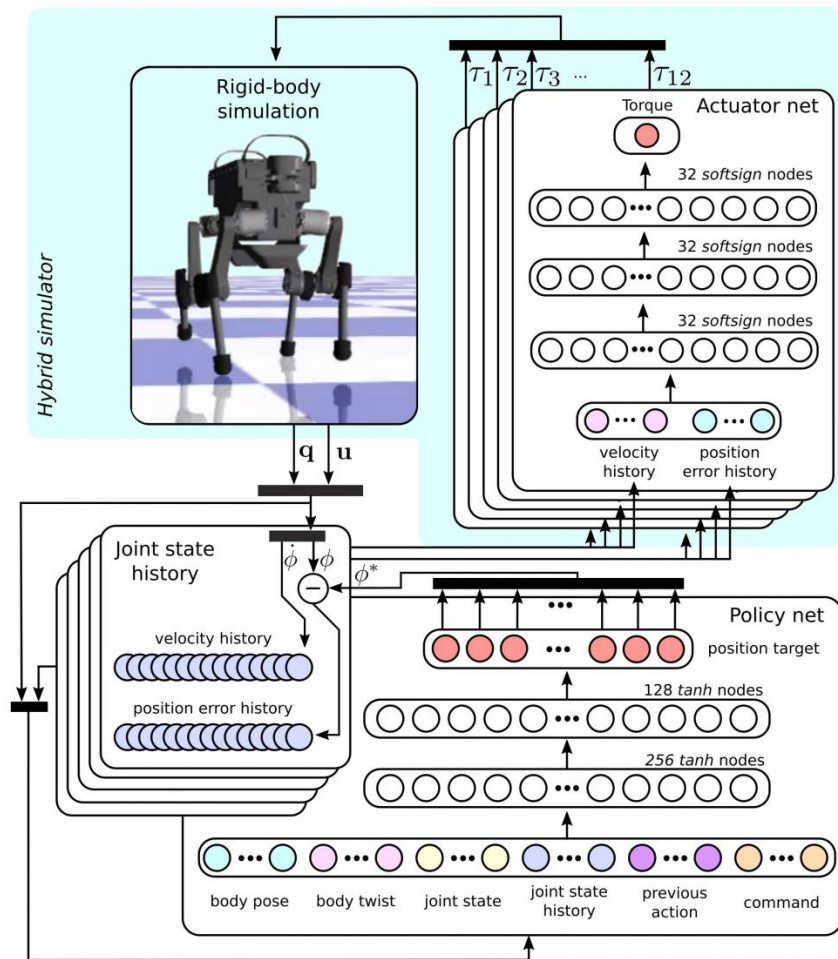 τ1 τ2 τ3 ... τ12
Rigid-body
simulation
Hybrid simulator
Actuator net
Torque
32 softsign nodes
32 softsign nodes
32 softsign nodes
velocity
history
position
error history
q u
Joint state
history
ϕ̇ ϕ ϕ*
−
velocity history
position error history
Policy net
position target
128 tanh nodes
256 tanh nodes
body pose
body twist
joint state
joint state
history
previous
action
command